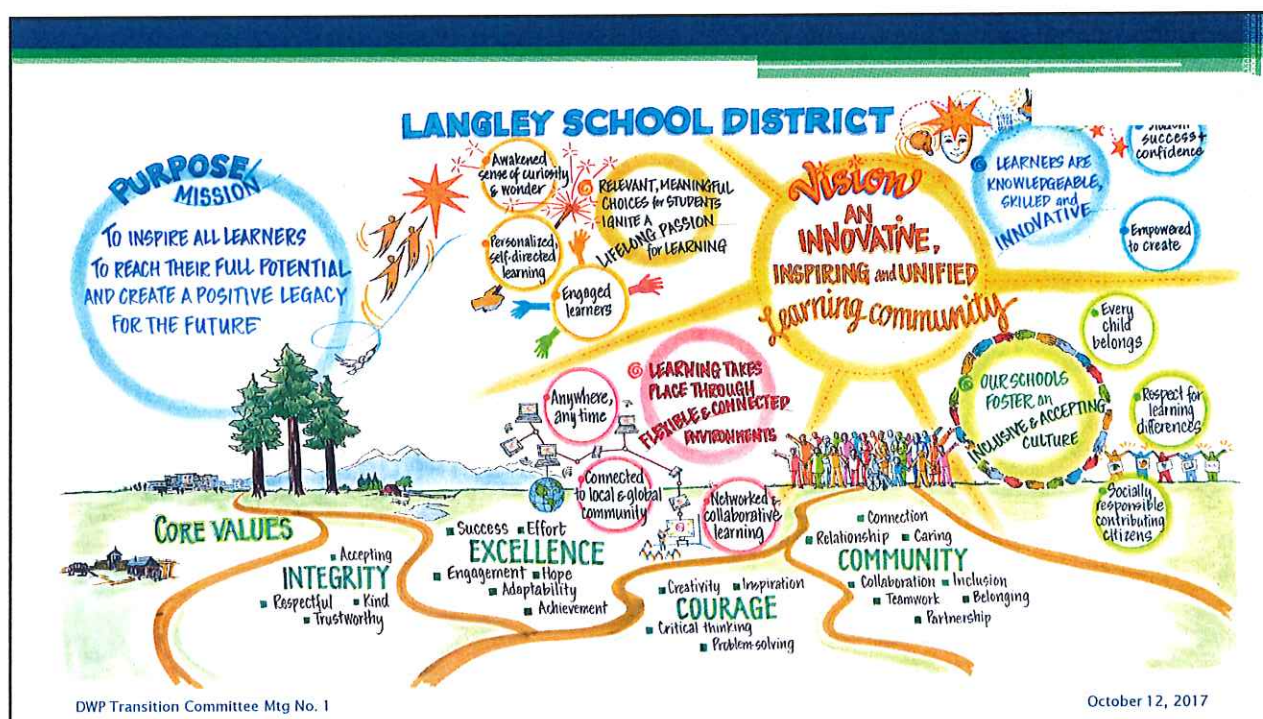 LANGLEY SCHOOL DISTRICT
PURPOSE/
MISSION
TO INSPIRE ALL LEARNERS
TO REACH THEIR FULL POTENTIAL
AND CREATE A POSITIVE LEGACY
FOR THE FUTURE
Awakened
sense of curiosity
& wonder
RELEVANT, MEANINGFUL
CHOICES for STUDENTS
IGNITE A
LIFELONG PASSION
for LEARNING
Personalized,
self-directed
learning
Engaged
learners
Vision
AN
INNOVATIVE,
INSPIRING and UNIFIED
Learning community
LEARNERS ARE
KNOWLEDGEABLE,
SKILLED and
INNOVATIVE
success +
confidence
Empowered
to create
LEARNING TAKES
PLACE THROUGH
FLEXIBLE & CONNECTED
ENVIRONMENTS
Anywhere,
any time
Connected
to local & global
community
Networked &
collaborative
learning
OUR SCHOOLS
FOSTER an
INCLUSIVE & ACCEPTING
CULTURE
Every
child
belongs
Respect for
learning
differences
Socially
responsible
contributing
citizens
CORE VALUES
Accepting
INTEGRITY
Respectful Kind
Trustworthy
Success Effort
EXCELLENCE
Engagement Hope
Adaptability
Achievement
Creativity Inspiration
COURAGE
Critical thinking
Problem-solving
Connection
Relationship Caring
COMMUNITY
Collaboration Inclusion
Teamwork Belonging
Partnership
DWP Transition Committee Mtg No. 1
October 12, 2017